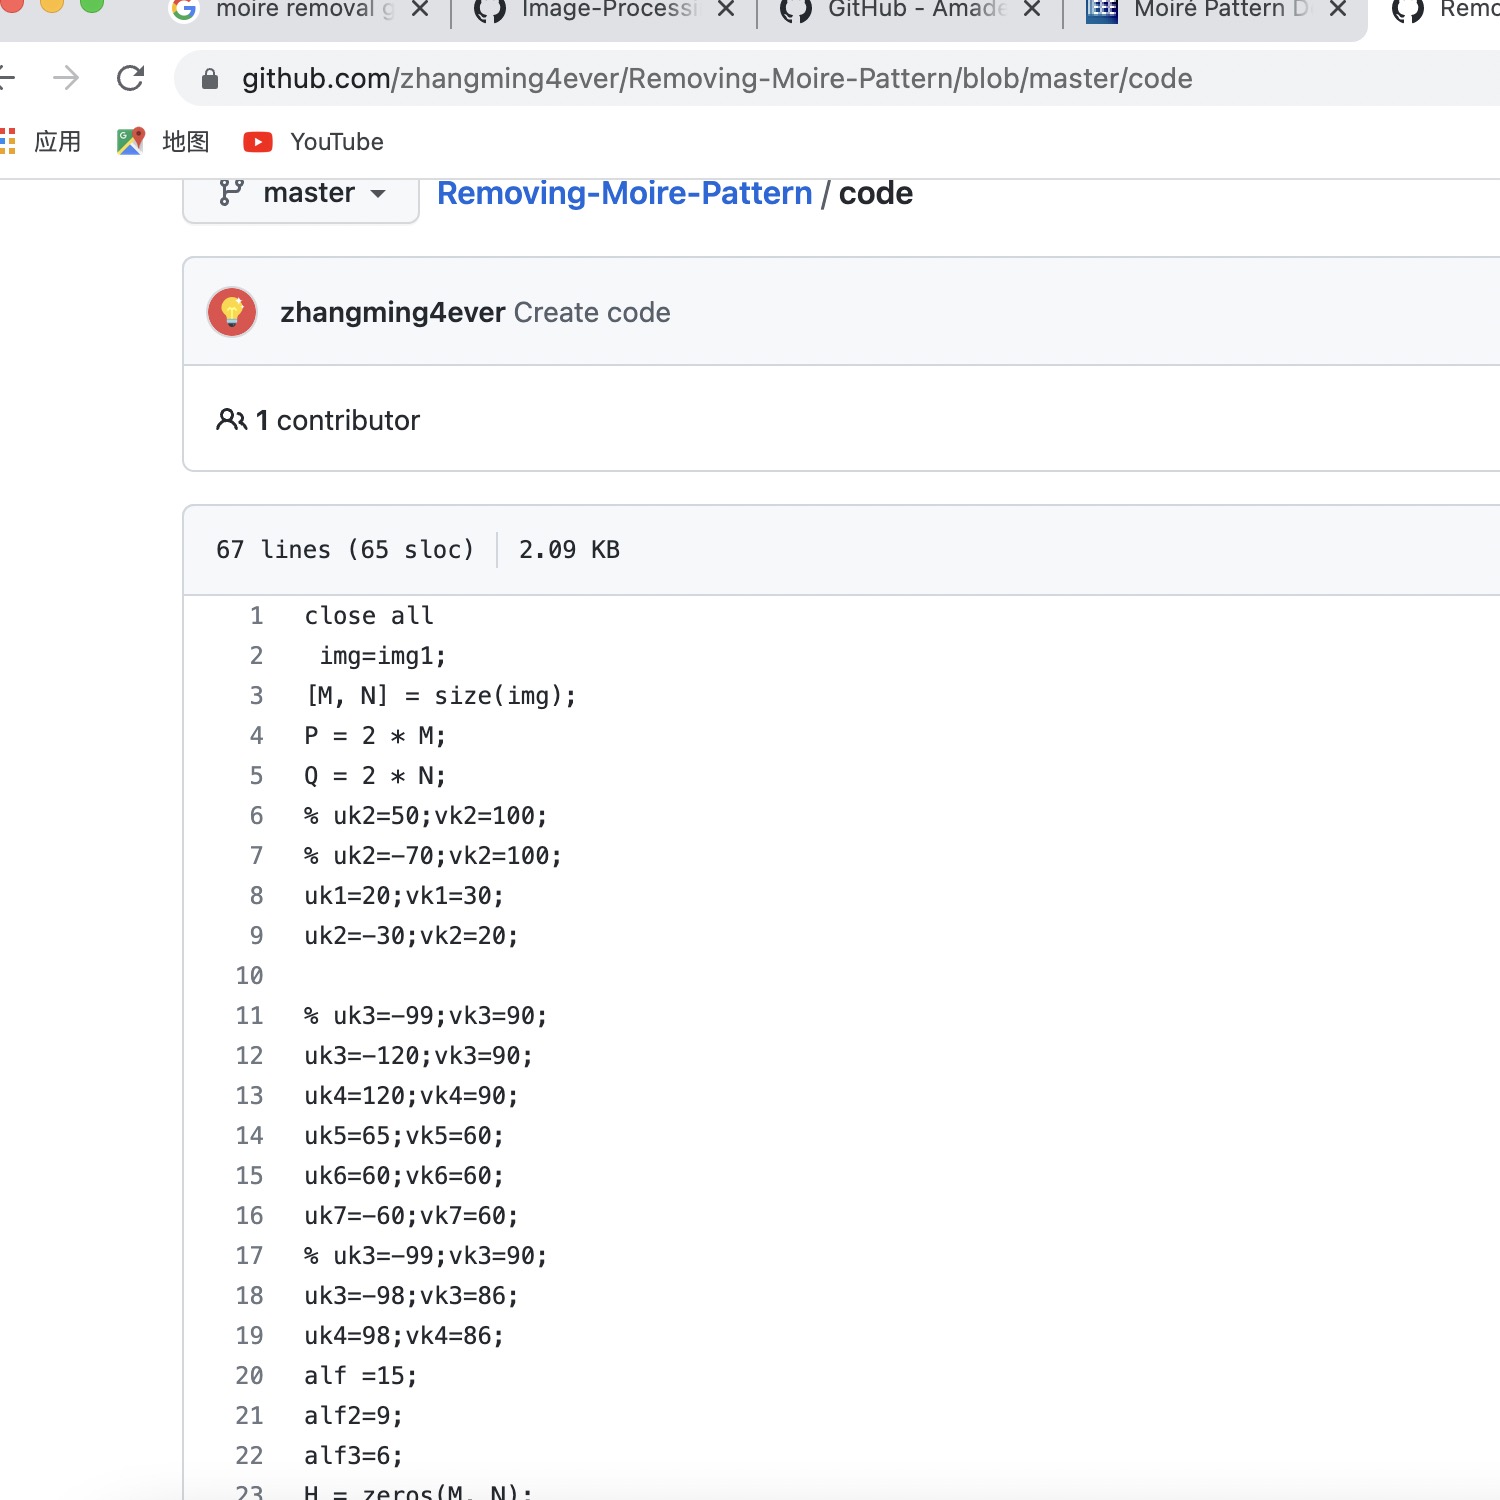 moire removal g
Image-Processi
GitHub - Amade
IEEE
Moiré Pattern D
Remo
github.com/zhangming4ever/Removing-Moire-Pattern/blob/master/code
应用
地图
YouTube
master
Removing-Moire-Pattern / code
zhangming4ever Create code
1 contributor
67 lines (65 sloc) 2.09 KB
1 close all
2 img=img1;
3 [M, N] = size(img);
4 P = 2 * M;
5 Q = 2 * N;
6 % uk2=50;vk2=100;
7 % uk2=-70;vk2=100;
8 uk1=20;vk1=30;
9 uk2=-30;vk2=20;
10
11 % uk3=-99;vk3=90;
12 uk3=-120;vk3=90;
13 uk4=120;vk4=90;
14 uk5=65;vk5=60;
15 uk6=60;vk6=60;
16 uk7=-60;vk7=60;
17 % uk3=-99;vk3=90;
18 uk3=-98;vk3=86;
19 uk4=98;vk4=86;
20 alf =15;
21 alf2=9;
22 alf3=6;
23 H = zeros(M, N);